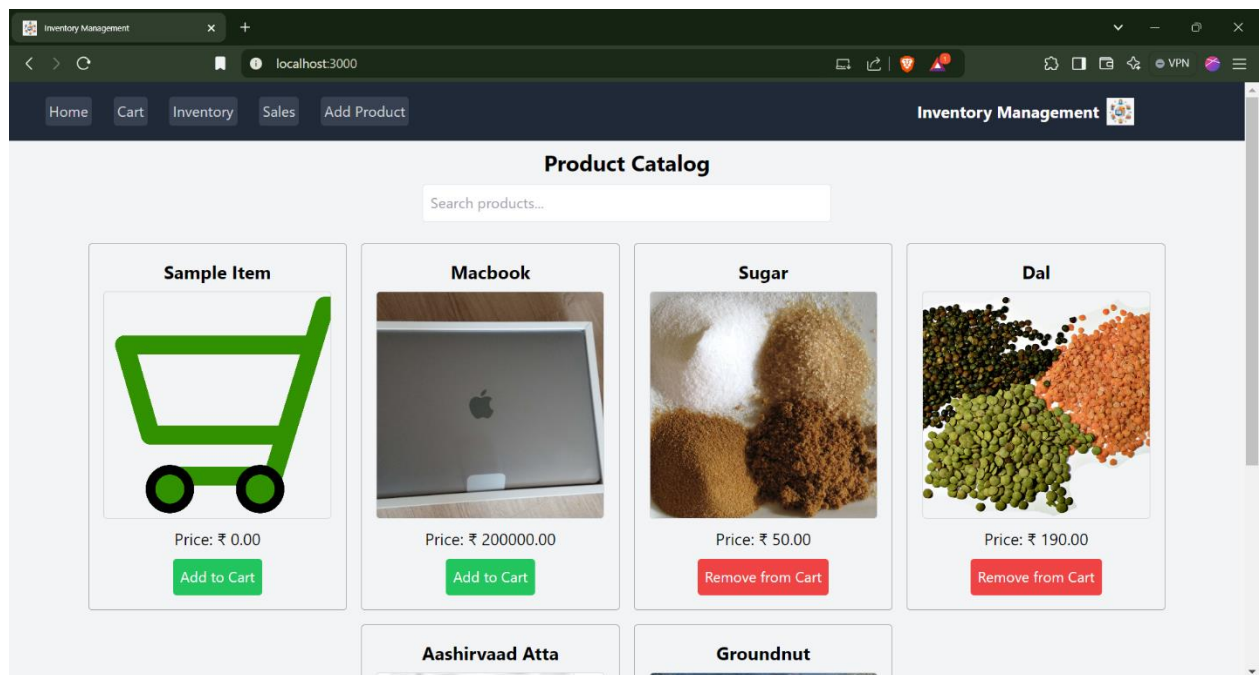 Inventory Management
localhost:3000
1
VPN
Home Cart Inventory Sales Add Product Inventory Management
Product Catalog
Search products...
Sample Item Macbook Sugar Dal
Price: ₹ 0.00 Price: ₹ 200000.00 Price: ₹ 50.00 Price: ₹ 190.00
Add to Cart Add to Cart Remove from Cart Remove from Cart
Aashirvaad Atta Groundnut